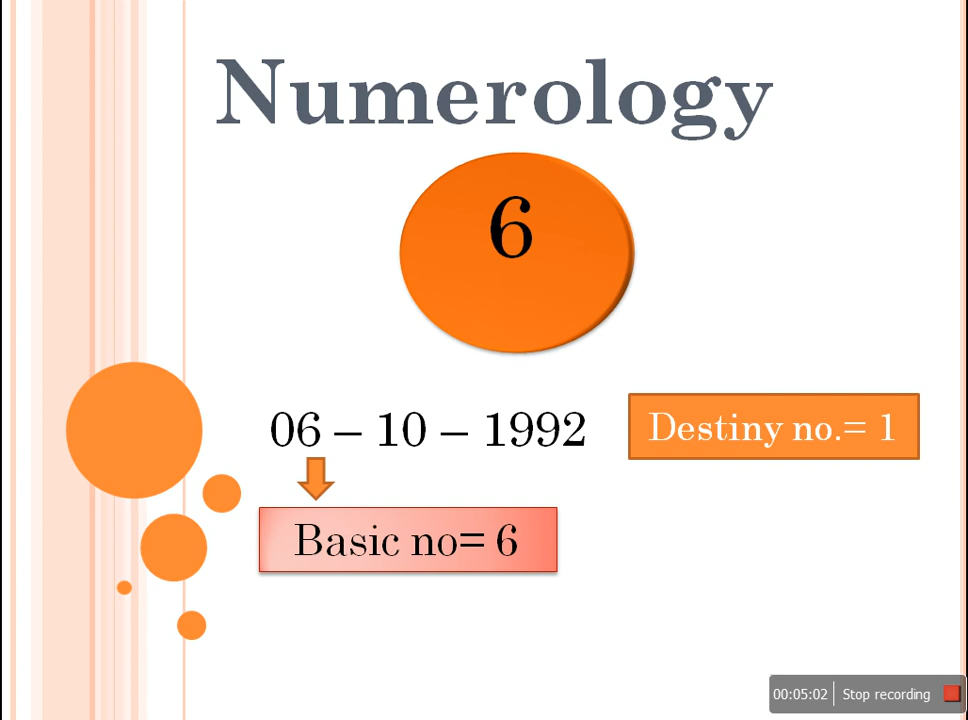 Numerology
6
06 – 10 – 1992
Destiny no.= 1
Basic no= 6
00:05:02 Stop recording